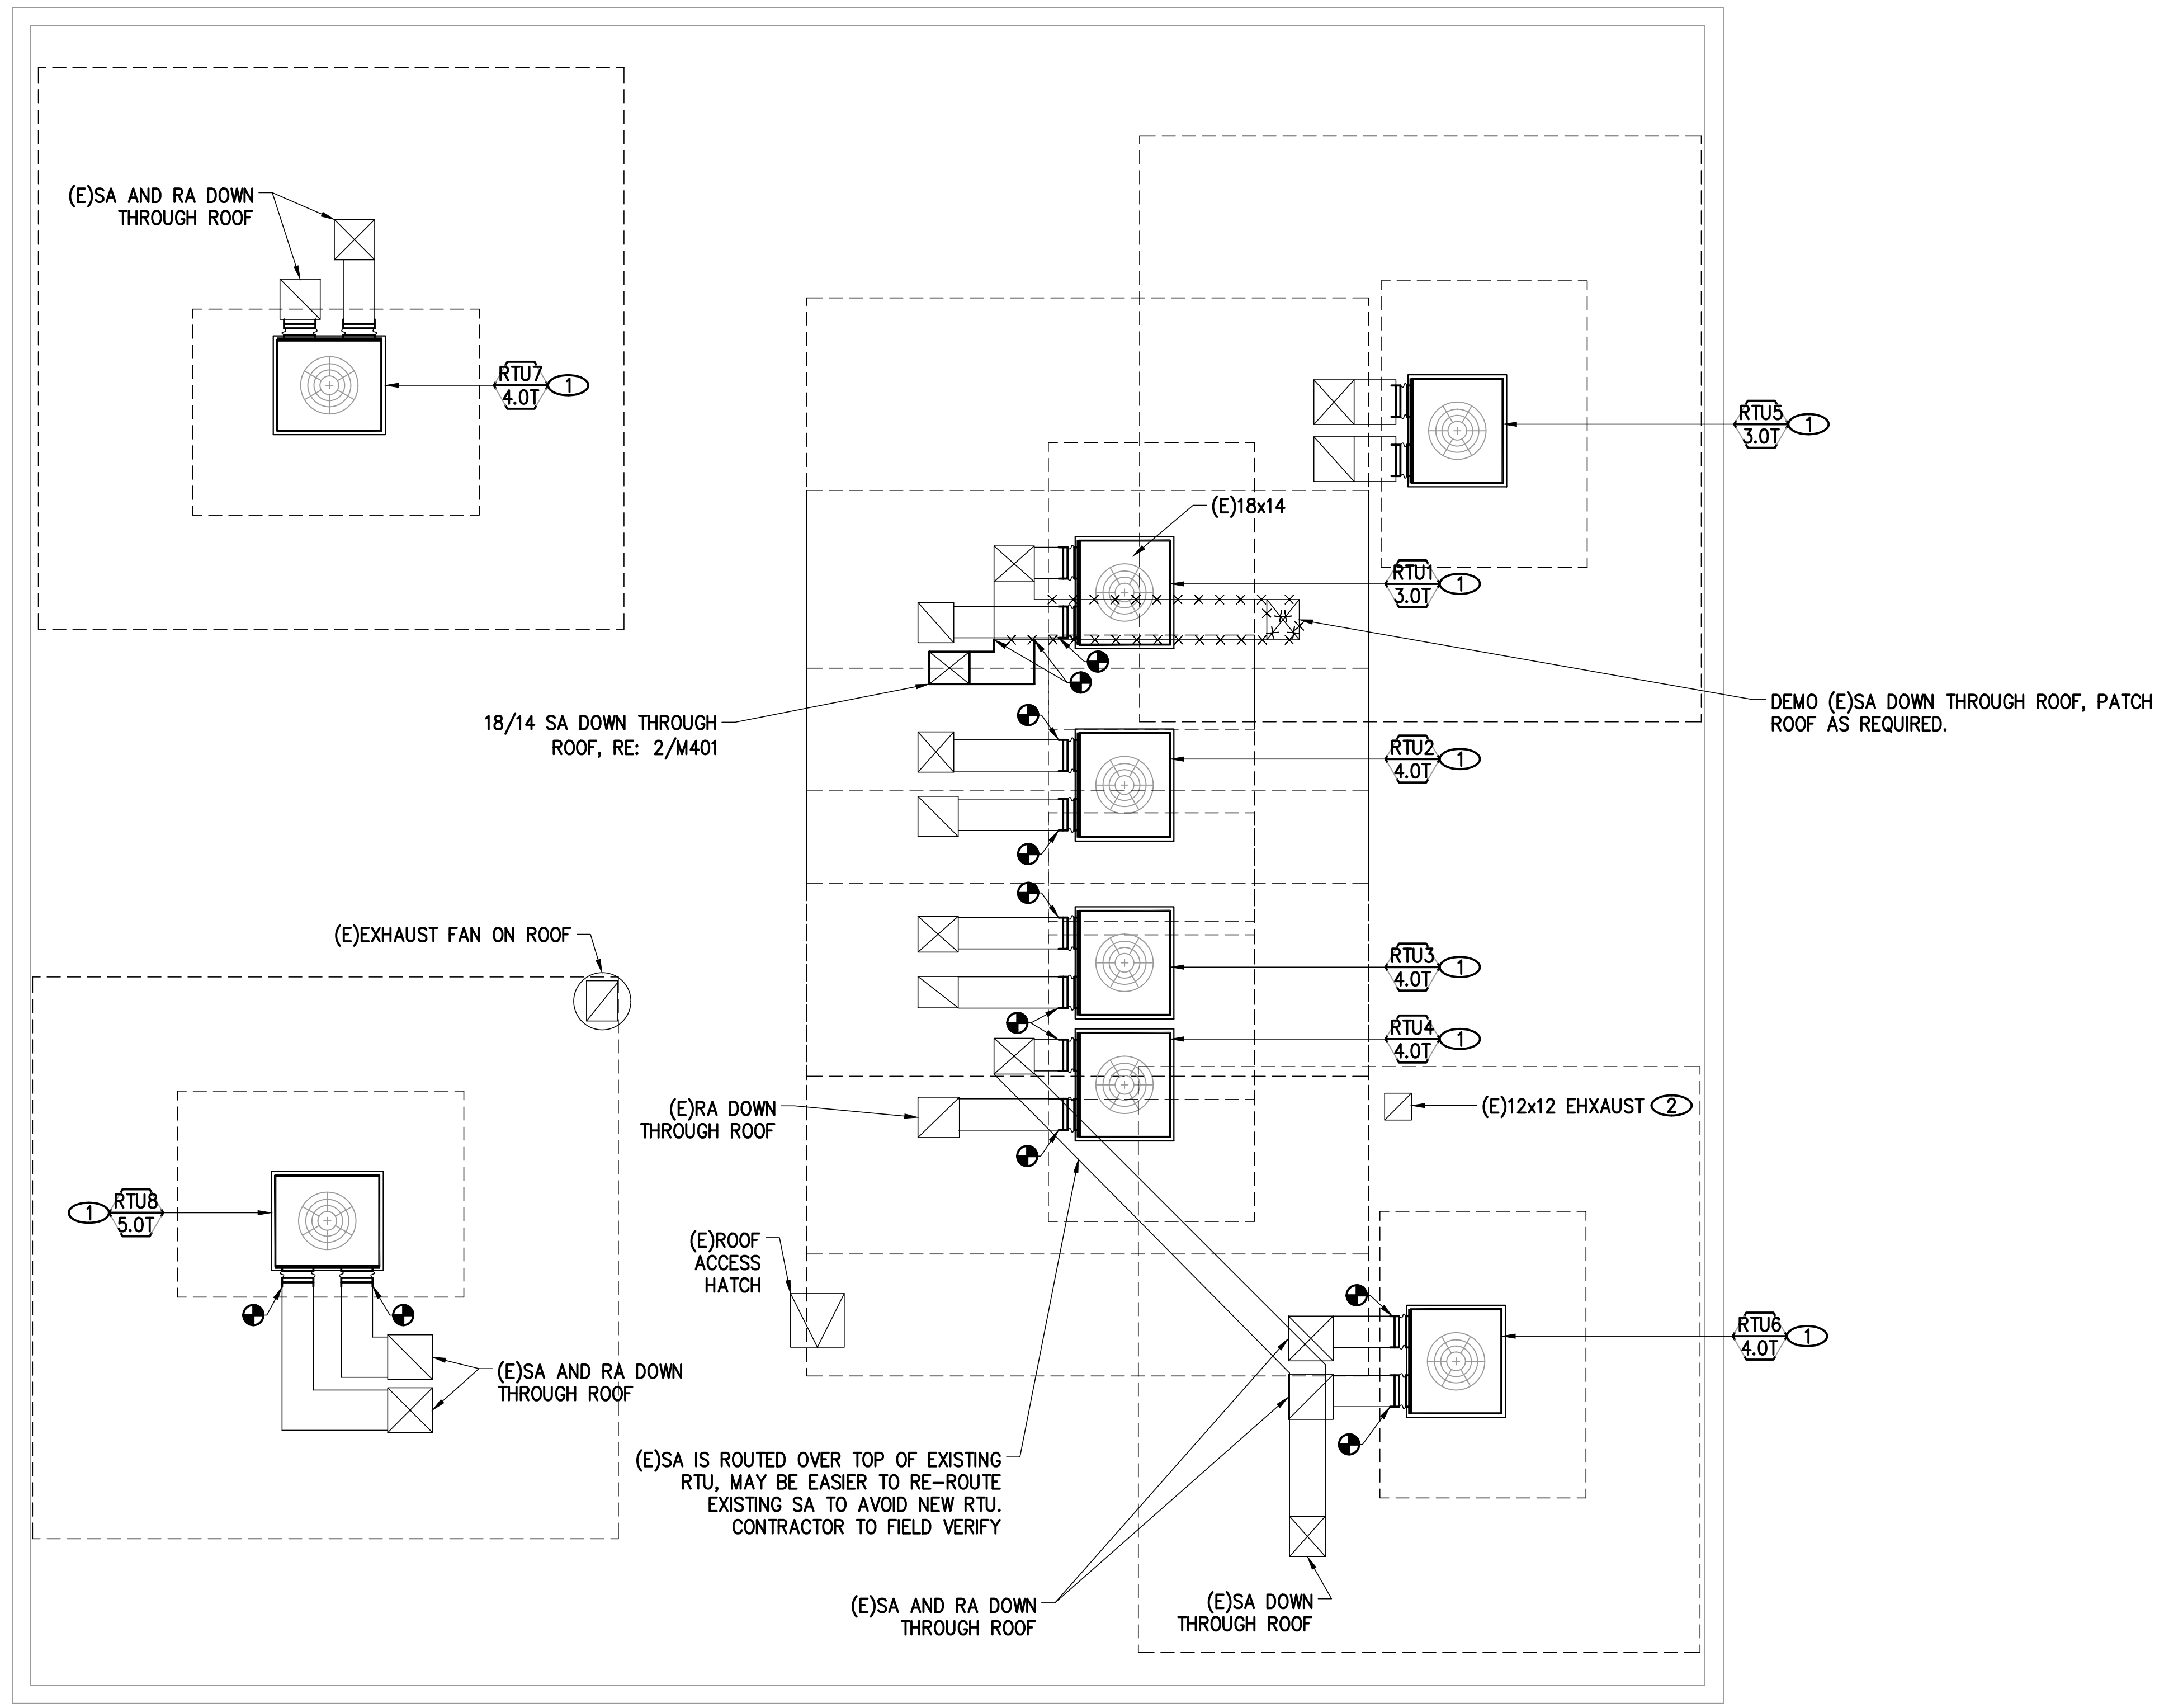 (E)SA AND RA DOWN
THROUGH ROOF
RTU7
4.0T
1
RTU5
3.0T
1
(E)18x14
RTU1
3.0T
1
18/14 SA DOWN THROUGH
ROOF, RE: 2/M401
DEMO (E)SA DOWN THROUGH ROOF, PATCH
ROOF AS REQUIRED.
RTU2
4.0T
1
(E)EXHAUST FAN ON ROOF
RTU3
4.0T
1
RTU4
4.0T
1
(E)RA DOWN
THROUGH ROOF
(E)12x12 EHXAUST
2
1
RTU8
5.0T
(E)ROOF
ACCESS
HATCH
RTU6
4.0T
1
(E)SA AND RA DOWN
THROUGH ROOF
(E)SA IS ROUTED OVER TOP OF EXISTING
RTU, MAY BE EASIER TO RE-ROUTE
EXISTING SA TO AVOID NEW RTU.
CONTRACTOR TO FIELD VERIFY
(E)SA AND RA DOWN
THROUGH ROOF
(E)SA DOWN
THROUGH ROOF